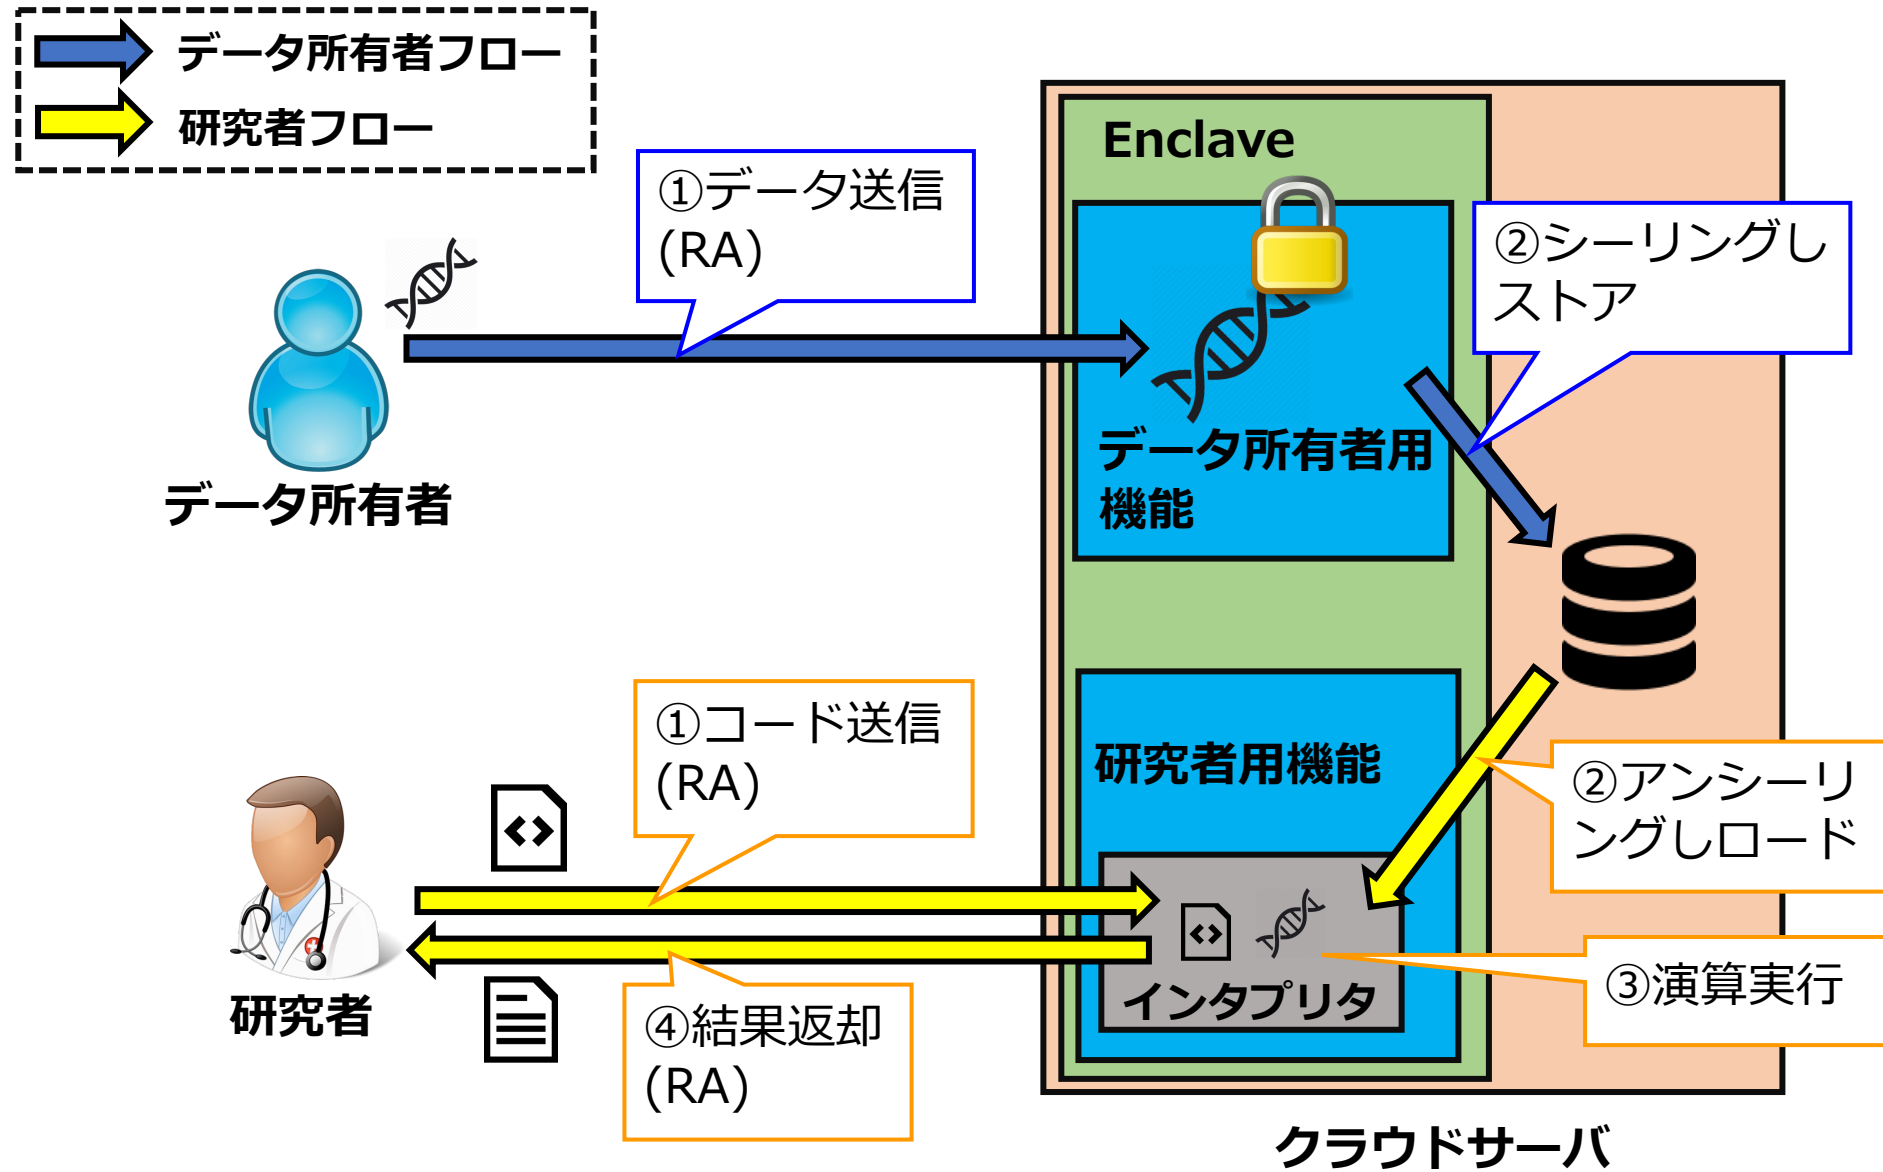 データ所有者フロー
研究者フロー
Enclave
①データ送信
(RA)
②シーリングし
ストア
データ所有者用
機能
データ所有者
①コード送信
(RA)
研究者用機能
②アンシーリ
ングしロード
③演算実行
インタプリタ
研究者
④結果返却
(RA)
クラウドサーバ